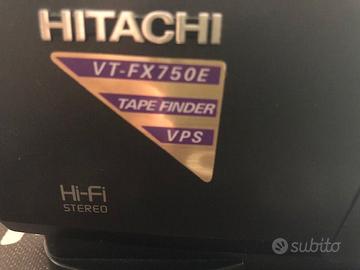 HITACHI
VT-FX750E
TAPE FINDER
VPS
Hi-Fi
STEREO
subito